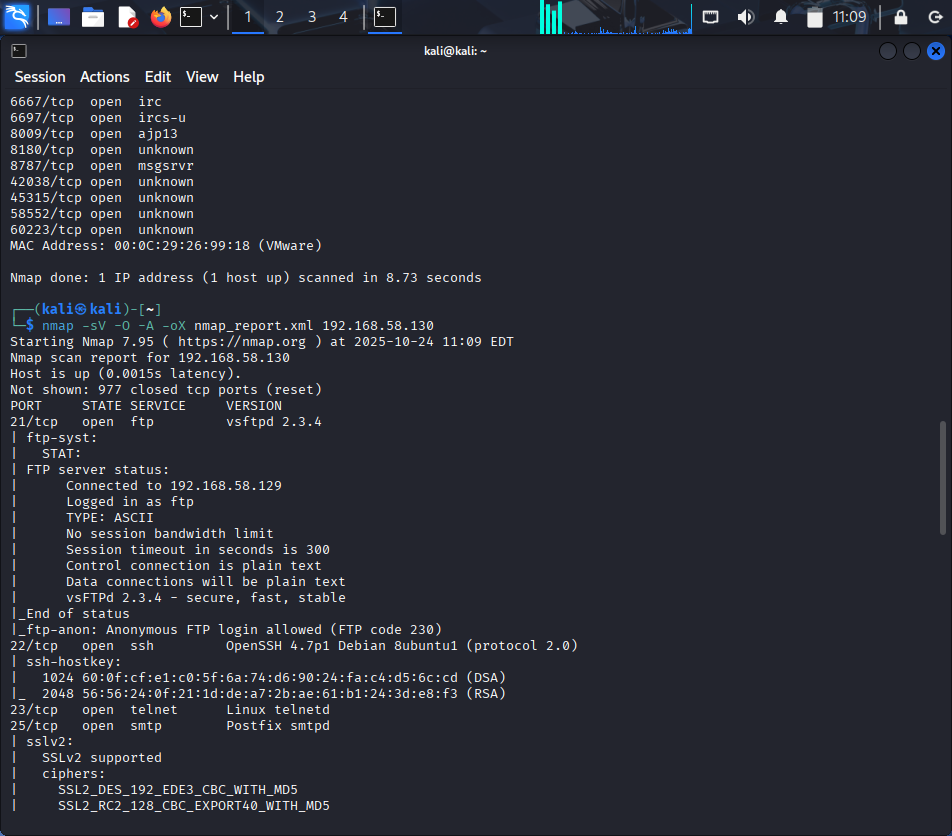 1 2 3 4 11:09
kali@kali: ~
Session Actions Edit View Help
6667/tcp  open  irc
6697/tcp  open  ircs-u
8009/tcp  open  ajp13
8180/tcp  open  unknown
8787/tcp  open  msgsrvr
42038/tcp open  unknown
45315/tcp open  unknown
58552/tcp open  unknown
60223/tcp open  unknown
MAC Address: 00:0C:29:26:99:18 (VMware)
Nmap done: 1 IP address (1 host up) scanned in 8.73 seconds
┌──(kali㉿kali)-[~]
└─$ nmap -sV -O -A -oX nmap_report.xml 192.168.58.130
Starting Nmap 7.95 ( https://nmap.org ) at 2025-10-24 11:09 EDT
Nmap scan report for 192.168.58.130
Host is up (0.0015s latency).
Not shown: 977 closed tcp ports (reset)
PORT     STATE SERVICE     VERSION
21/tcp   open  ftp         vsftpd 2.3.4
| ftp-syst:
|   STAT:
| FTP server status:
|      Connected to 192.168.58.129
|      Logged in as ftp
|      TYPE: ASCII
|      No session bandwidth limit
|      Session timeout in seconds is 300
|      Control connection is plain text
|      Data connections will be plain text
|      vsFTPd 2.3.4 - secure, fast, stable
|_End of status
|_ftp-anon: Anonymous FTP login allowed (FTP code 230)
22/tcp   open  ssh         OpenSSH 4.7p1 Debian 8ubuntu1 (protocol 2.0)
| ssh-hostkey:
|   1024 60:0f:cf:e1:c0:5f:6a:74:d6:90:24:fa:c4:d5:6c:cd (DSA)
|_  2048 56:56:24:0f:21:1d:de:a7:2b:ae:61:b1:24:3d:e8:f3 (RSA)
23/tcp   open  telnet      Linux telnetd
25/tcp   open  smtp        Postfix smtpd
| sslv2:
|   SSLv2 supported
|   ciphers:
|     SSL2_DES_192_EDE3_CBC_WITH_MD5
|     SSL2_RC2_128_CBC_EXPORT40_WITH_MD5